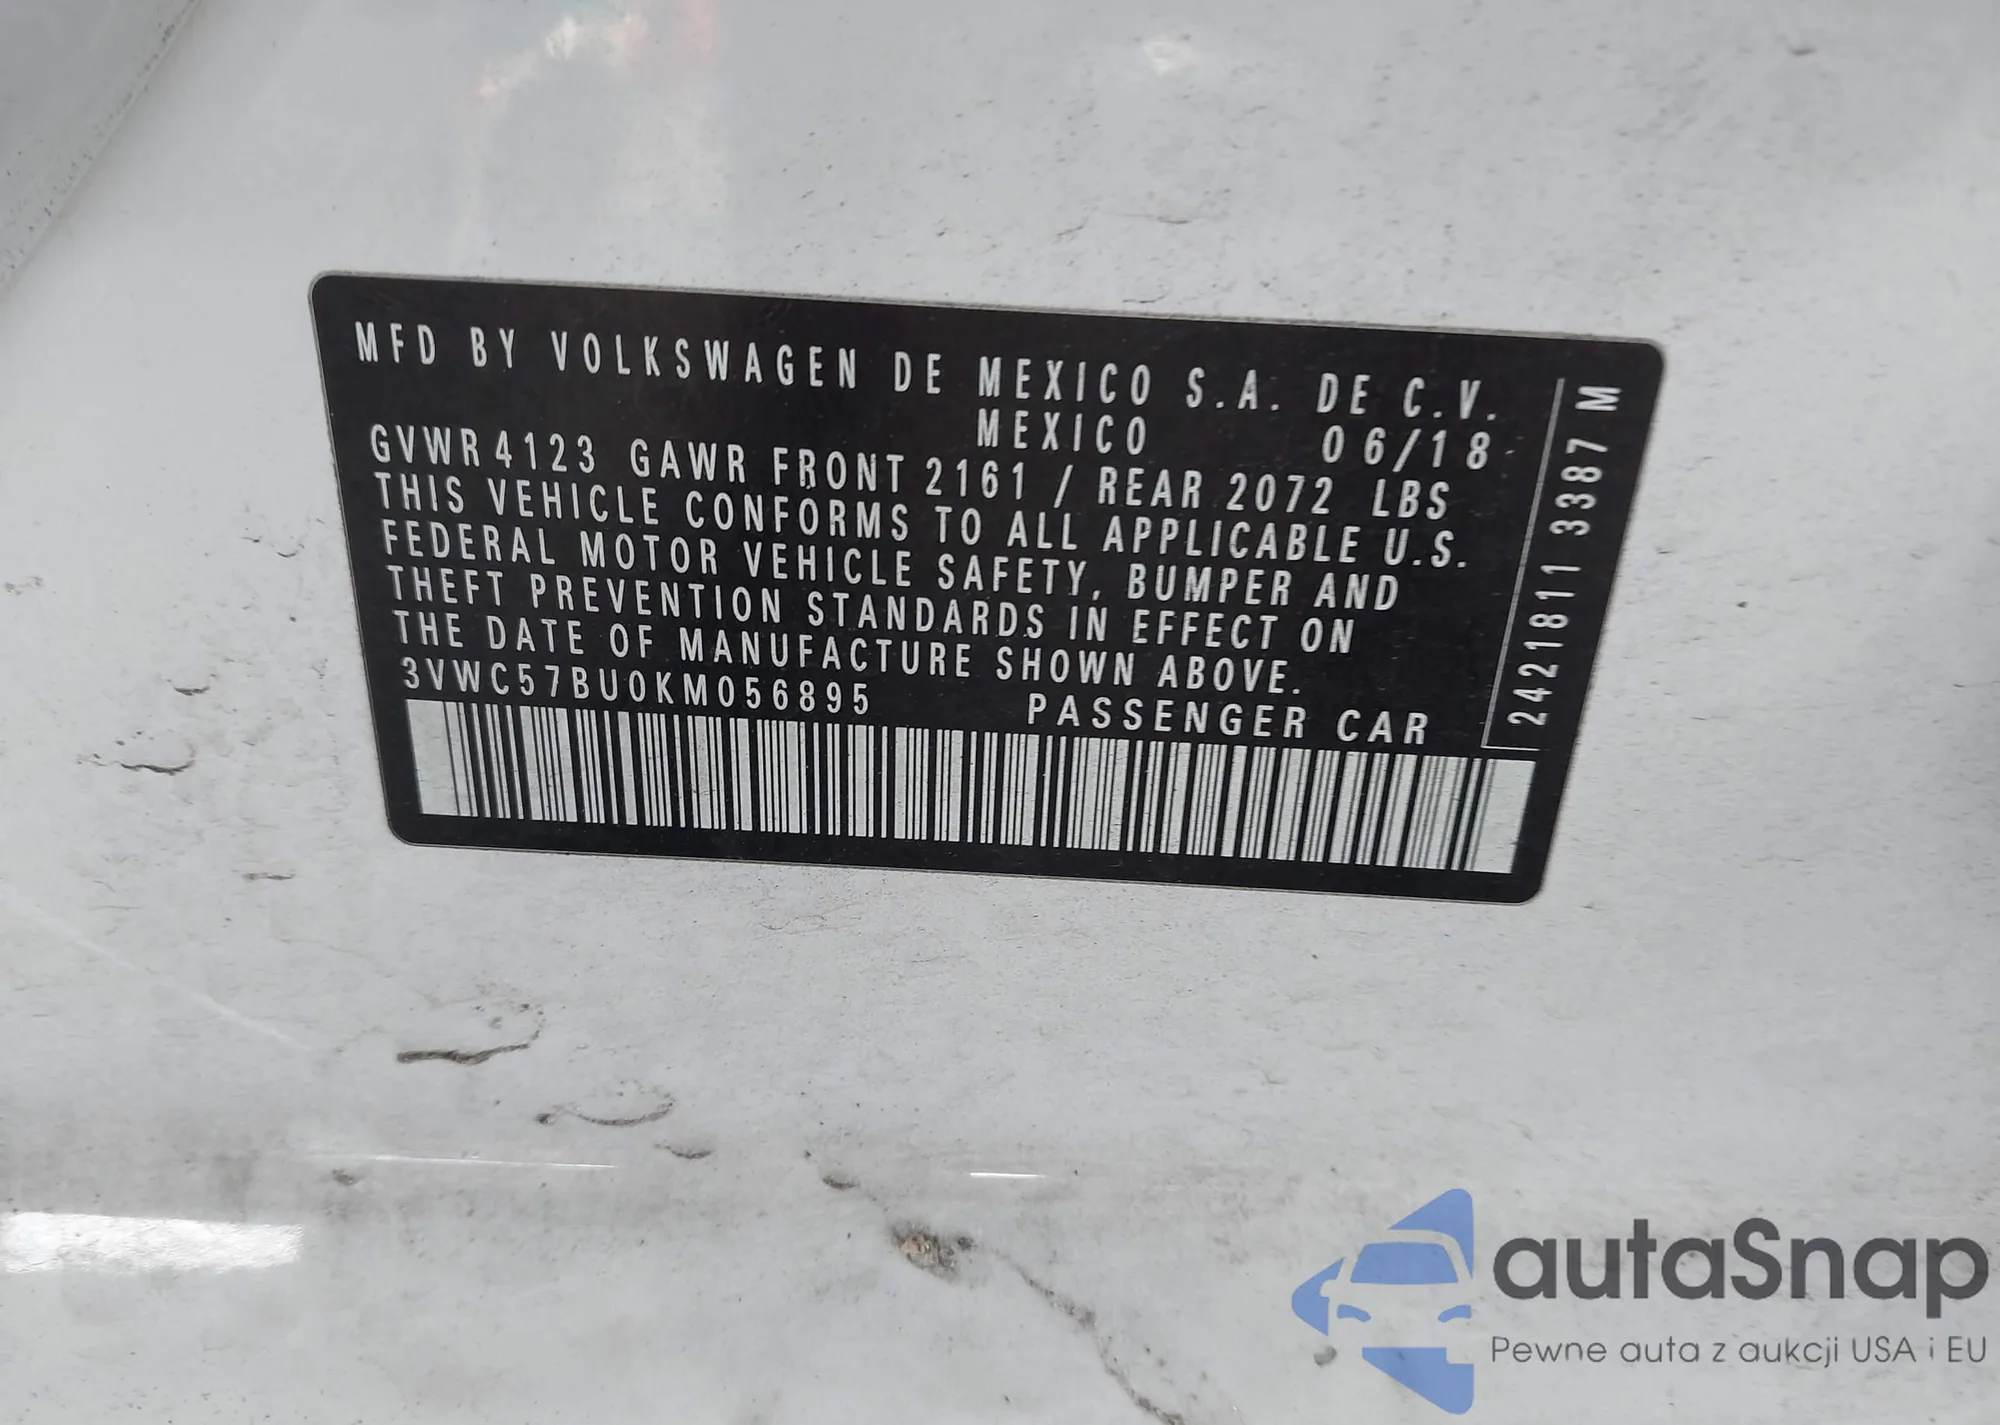 MFD BY VOLKSWAGEN DE MEXICO S.A. DE C.V.
MEXICO 06/18
GVWR 4123 GAWR FRONT 2161 / REAR 2072 LBS
THIS VEHICLE CONFORMS TO ALL APPLICABLE U.S.
FEDERAL MOTOR VEHICLE SAFETY, BUMPER AND
THEFT PREVENTION STANDARDS IN EFFECT ON
THE DATE OF MANUFACTURE SHOWN ABOVE.
3VWC57BU0KM056895 PASSENGER CAR
2421811 3387 M
autaSnap
Pewne auta z aukcji USA i EU